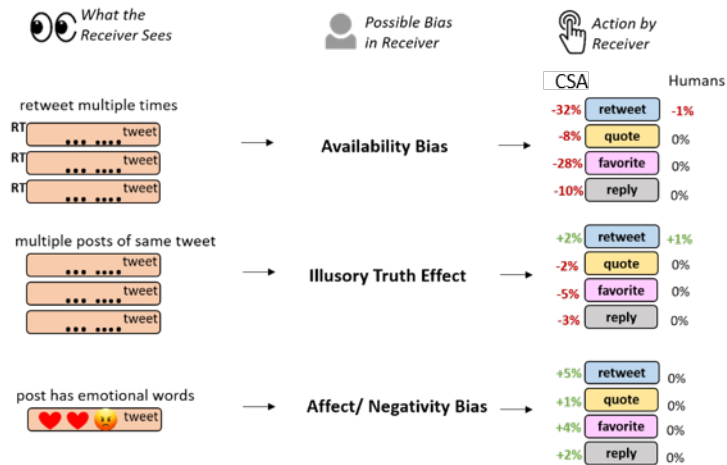 What the
Receiver Sees
Possible Bias
in Receiver
Action by
Receiver
CSA
Humans
retweet multiple times
RT
... .... tweet
RT
... .... tweet
RT
... .... tweet
Availability Bias
-32% retweet -1%
-8% quote 0%
-28% favorite 0%
-10% reply 0%
multiple posts of same tweet
... .... tweet
... .... tweet
... .... tweet
Illusory Truth Effect
+2% retweet +1%
-2% quote 0%
-5% favorite 0%
-3% reply 0%
post has emotional words
tweet
Affect/ Negativity Bias
+5% retweet 0%
+1% quote 0%
+4% favorite 0%
+2% reply 0%